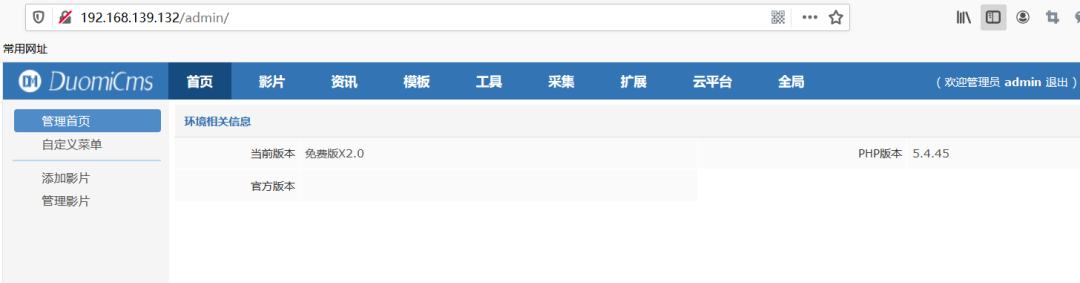 192.168.139.132/admin/
常用网址
DM DuomiCms 首页 影片 资讯 模板 工具 采集 扩展 云平台 全局 ( 欢迎管理员 admin 退出 )
管理首页
环境相关信息
自定义菜单
当前版本 免费版X2.0 PHP版本 5.4.45
添加影片
官方版本
管理影片